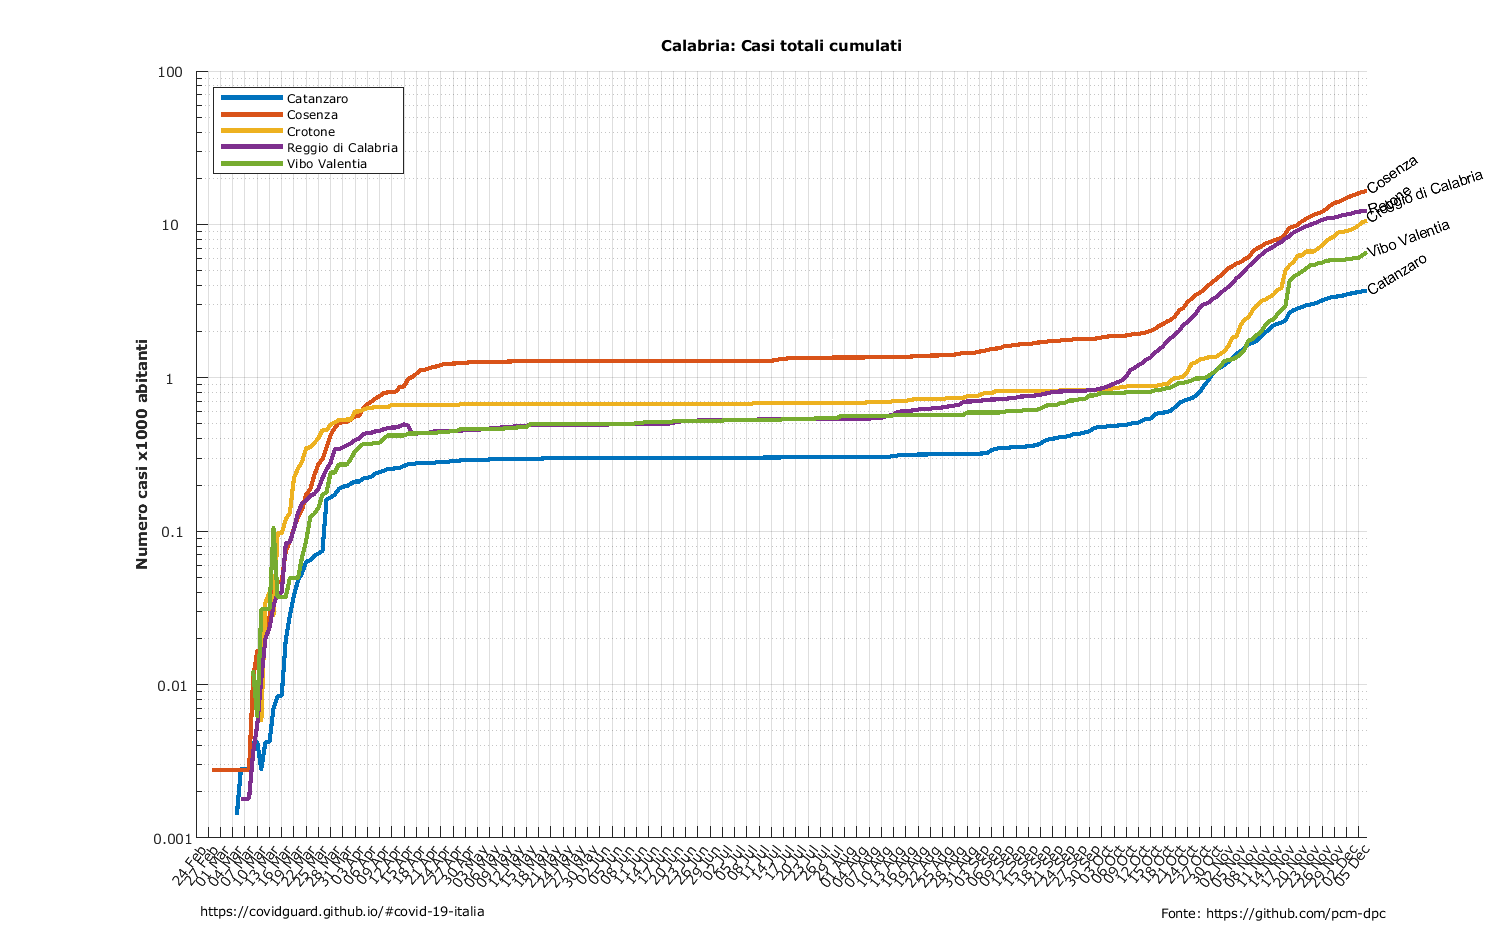 Calabria: Casi totali cumulati
Numero casi x1000 abitanti
100
10
1
0.1
0.01
0.001
Catanzaro
Cosenza
Crotone
Reggio di Calabria
Vibo Valentia
Cosenza
Reggio di Calabria
Crotone
Vibo Valentia
Catanzaro
24 Feb
27 Feb
01 Mar
04 Mar
07 Mar
10 Mar
13 Mar
16 Mar
19 Mar
22 Mar
25 Mar
28 Mar
31 Mar
03 Apr
06 Apr
09 Apr
12 Apr
15 Apr
18 Apr
21 Apr
24 Apr
27 Apr
30 Apr
03 May
06 May
09 May
12 May
15 May
18 May
21 May
24 May
27 May
30 May
02 Jun
05 Jun
08 Jun
11 Jun
14 Jun
17 Jun
20 Jun
23 Jun
26 Jun
29 Jun
02 Jul
05 Jul
08 Jul
11 Jul
14 Jul
17 Jul
20 Jul
23 Jul
26 Jul
29 Jul
01 Aug
04 Aug
07 Aug
10 Aug
13 Aug
16 Aug
19 Aug
22 Aug
25 Aug
28 Aug
31 Aug
03 Sep
06 Sep
09 Sep
12 Sep
15 Sep
18 Sep
21 Sep
24 Sep
27 Sep
30 Sep
03 Oct
06 Oct
09 Oct
12 Oct
15 Oct
18 Oct
21 Oct
24 Oct
27 Oct
30 Oct
02 Nov
05 Nov
08 Nov
11 Nov
14 Nov
17 Nov
20 Nov
23 Nov
26 Nov
29 Nov
02 Dec
05 Dec
https://covidguard.github.io/#covid-19-italia
Fonte: https://github.com/pcm-dpc